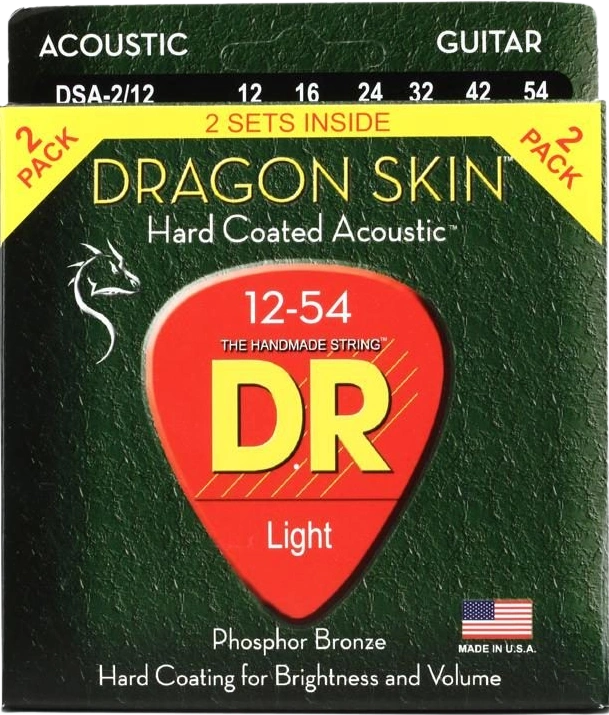 ACOUSTIC GUITAR
DSA-2/12 12 16 24 32 42 54
2 PACK
2 SETS INSIDE
2 PACK
DRAGON SKIN™
Hard Coated Acoustic™
12-54
THE HANDMADE STRING™
DR
Light
Phosphor Bronze
MADE IN U.S.A.
Hard Coating for Brightness and Volume